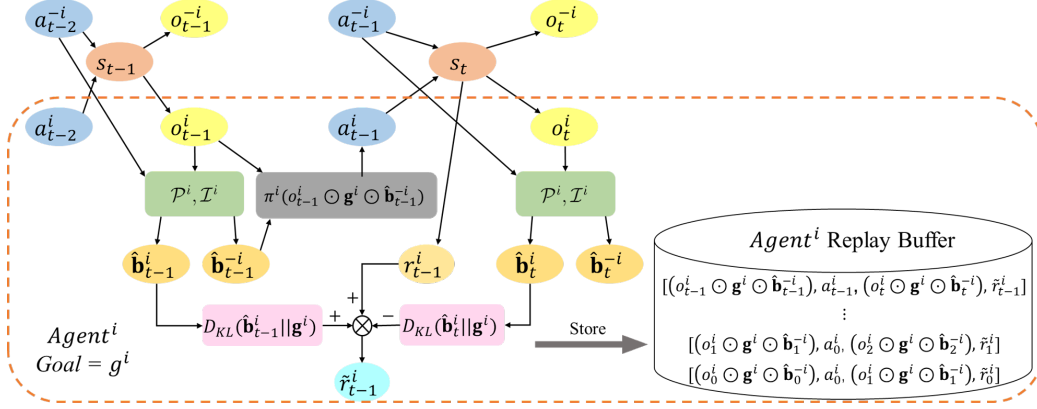 a_{t-2}^{-i} o_{t-1}^{-i} a_{t-1}^{-i} o_t^{-i}
s_{t-1} s_t
a_{t-2}^i o_{t-1}^i a_{t-1}^i o_t^i
𝒫^i, ℐ^i π^i(o_{t-1}^i ⊙ g^i ⊙ b̂_{t-1}^{-i}) 𝒫^i, ℐ^i
b̂_{t-1}^i b̂_{t-1}^{-i} r_{t-1}^i b̂_t^i b̂_t^{-i}
+
D_{KL}(b̂_{t-1}^i||g^i) + ⊗ − D_{KL}(b̂_t^i||g^i)
r̃_{t-1}^i
Agent^i
Goal = g^i
Store
Agent^i Replay Buffer
[(o_{t-1}^i ⊙ g^i ⊙ b̂_{t-1}^{-i}), a_{t-1}^i, (o_t^i ⊙ g^i ⊙ b̂_t^{-i}), r̃_{t-1}^i]
⋮
[(o_1^i ⊙ g^i ⊙ b̂_1^{-i}), a_0^i, (o_2^i ⊙ g^i ⊙ b̂_2^{-i}), r̃_1^i]
[(o_0^i ⊙ g^i ⊙ b̂_0^{-i}), a_0^i, (o_1^i ⊙ g^i ⊙ b̂_1^{-i}), r̃_0^i]